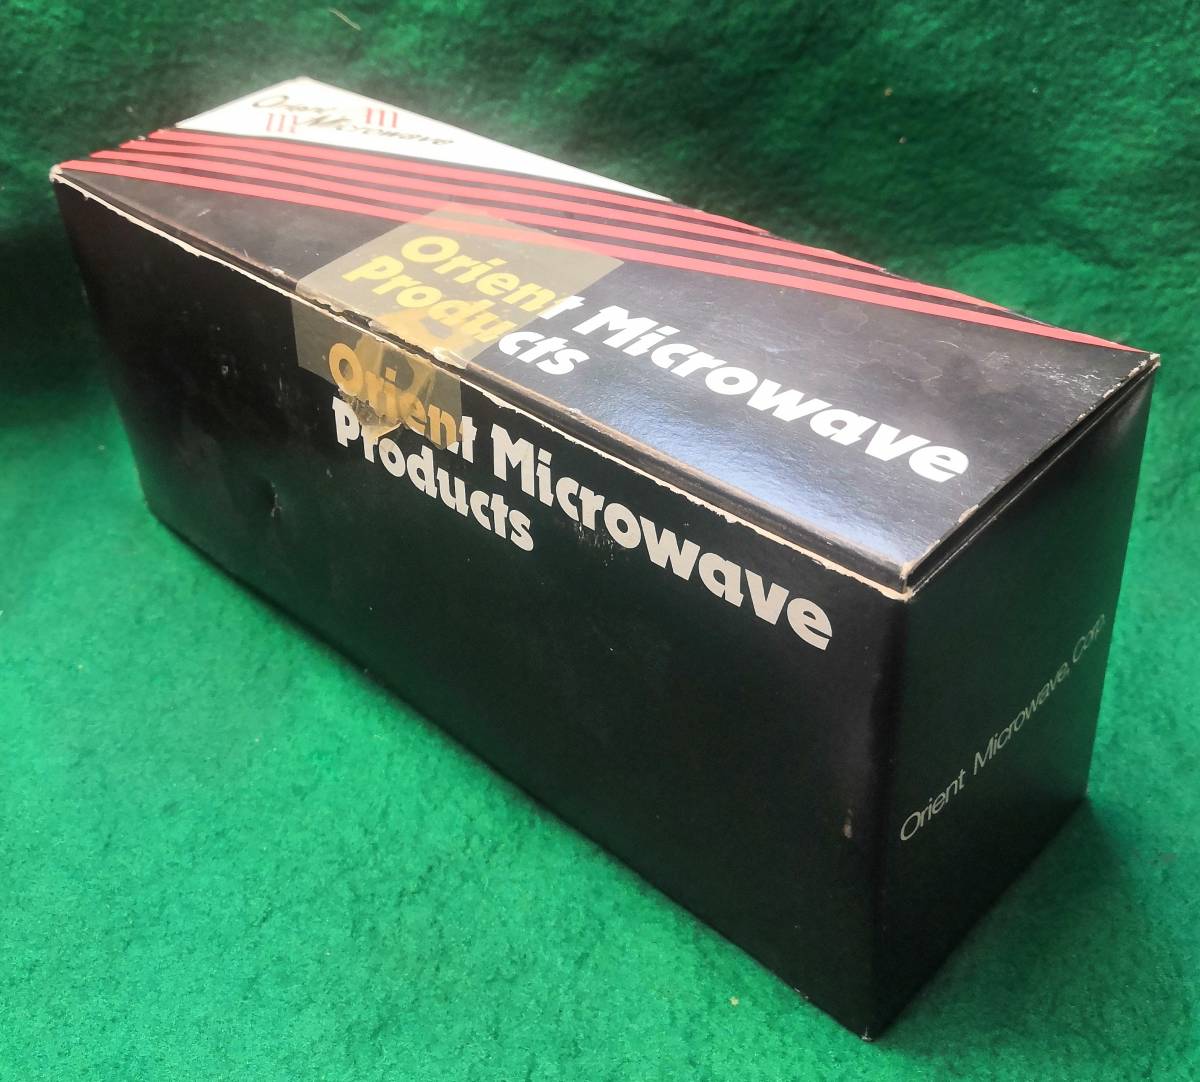 Orient
Microwave
Orient Microwave
Products
Orient Microwave
Products
Orient Microwave, Corp.